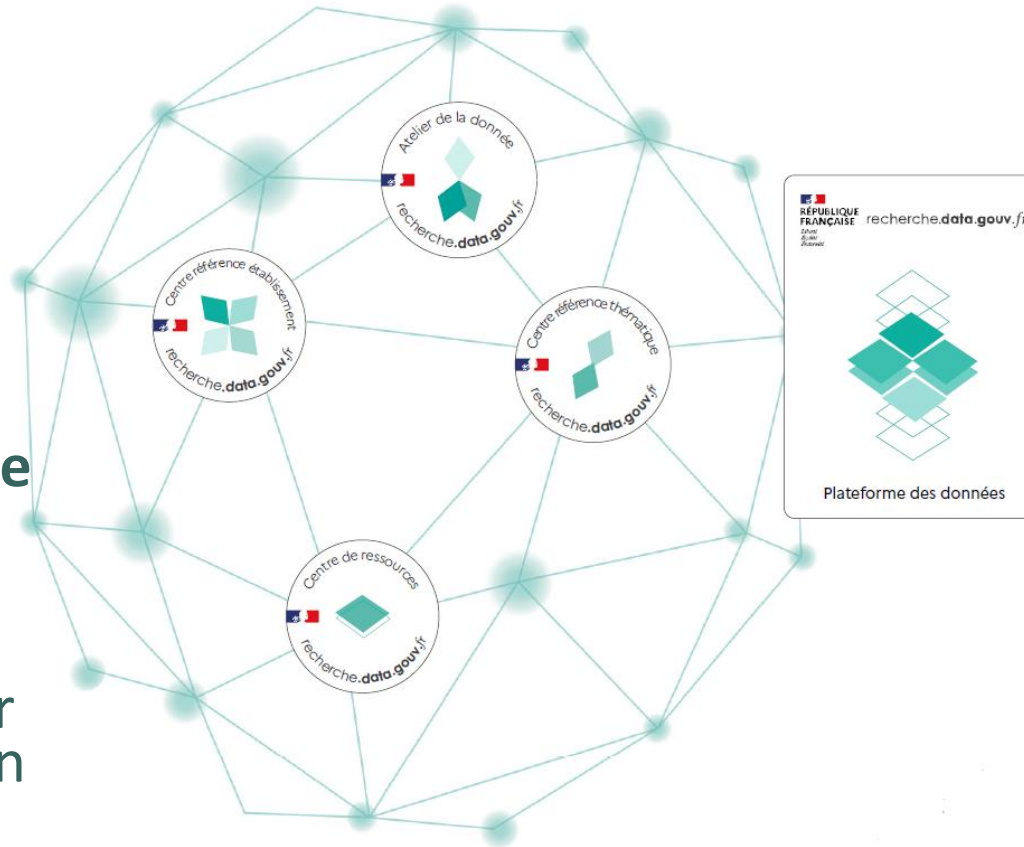 Atelier de la donnée
recherche.data.gouv.fr
RÉPUBLIQUE
FRANÇAISE
recherche.data.gouv.fr
Centre référence établissement
recherche.data.gouv.fr
Centre référence thématique
recherche.data.gouv.fr
e
Plateforme des données
Centre de ressources
recherche.data.gouv.fr
r
n